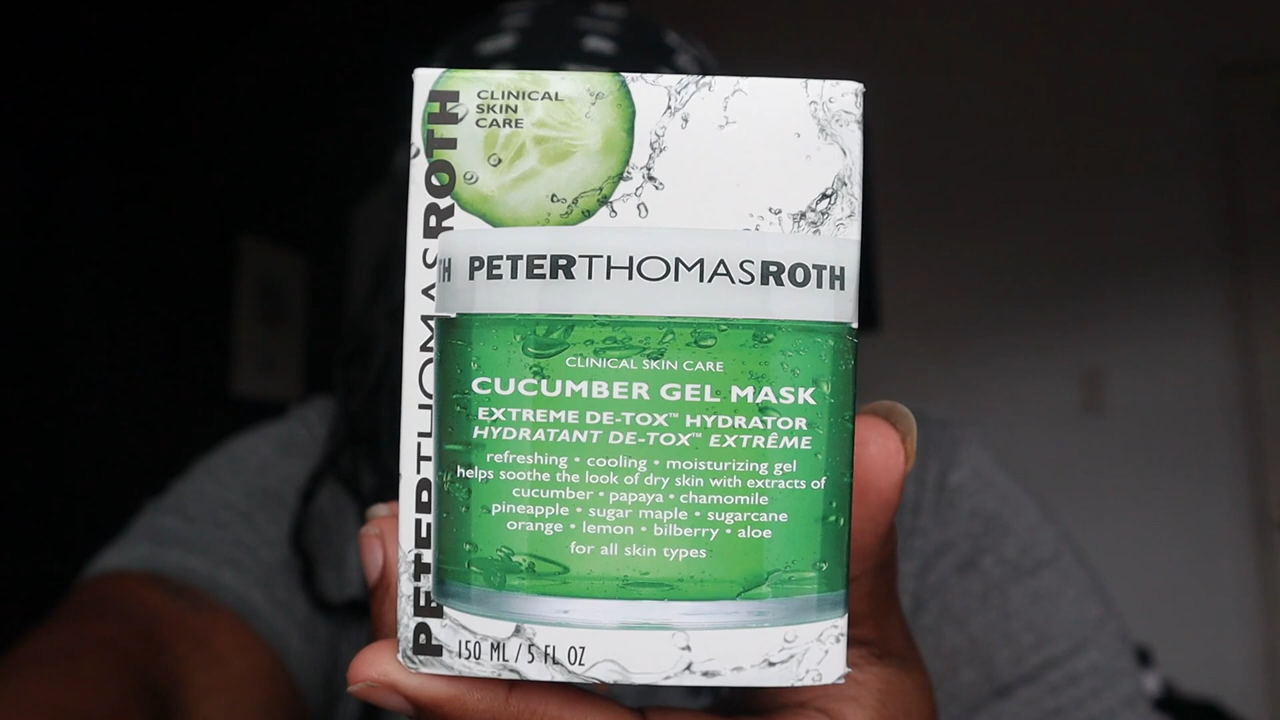 CLINICAL
SKIN
CARE
PETERTHOMASROTH
TH PETERTHOMASROTH
CLINICAL SKIN CARE
CUCUMBER GEL MASK
EXTREME DE-TOX™ HYDRATOR
HYDRATANT DE-TOX™ EXTRÊME
refreshing • cooling • moisturizing gel
helps soothe the look of dry skin with extracts of
cucumber • papaya • chamomile
pineapple • sugar maple • sugarcane
orange • lemon • bilberry • aloe
for all skin types
150 ML / 5 FL OZ